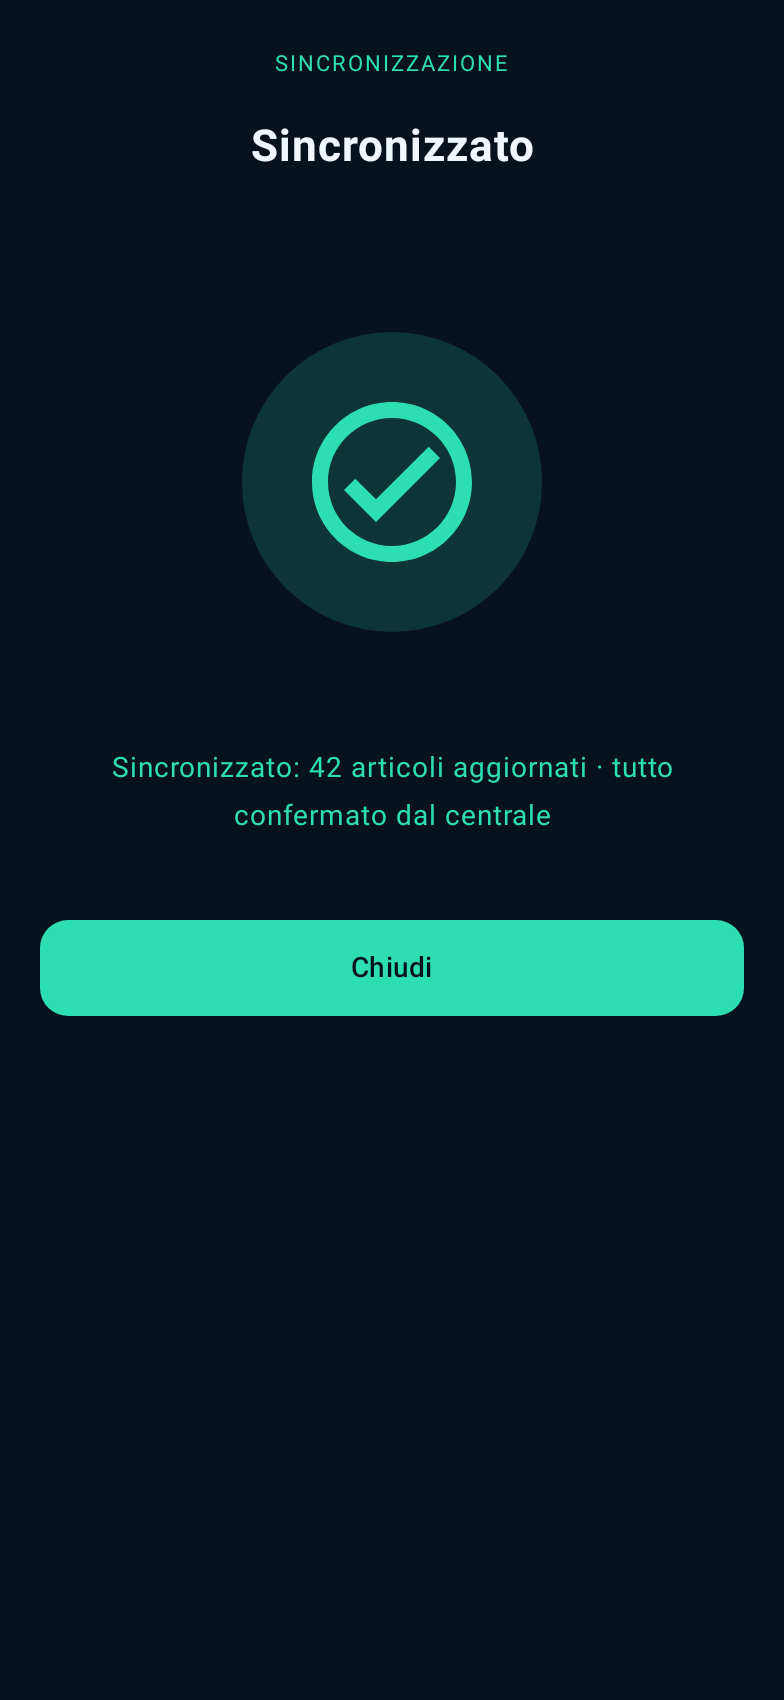 SINCRONIZZAZIONE
Sincronizzato
Sincronizzato: 42 articoli aggiornati · tutto
confermato dal centrale
Chiudi